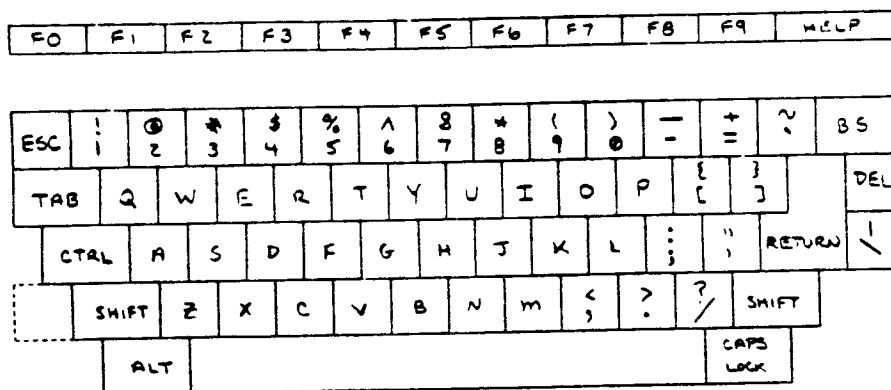 F0 F1 F2 F3 F4 F5 F6 F7 F8 F9 HELP
! @ # $ % ^ & * ( ) — + ~
ESC 1 2 3 4 5 6 7 8 9 0 - = ` BS
{ }
TAB Q W E R T Y U I O P [ ] DEL
: " |
CTRL A S D F G H J K L ; ' RETURN \
< > ?
SHIFT Z X C V B N M , . / SHIFT
CAPS
ALT LOCK